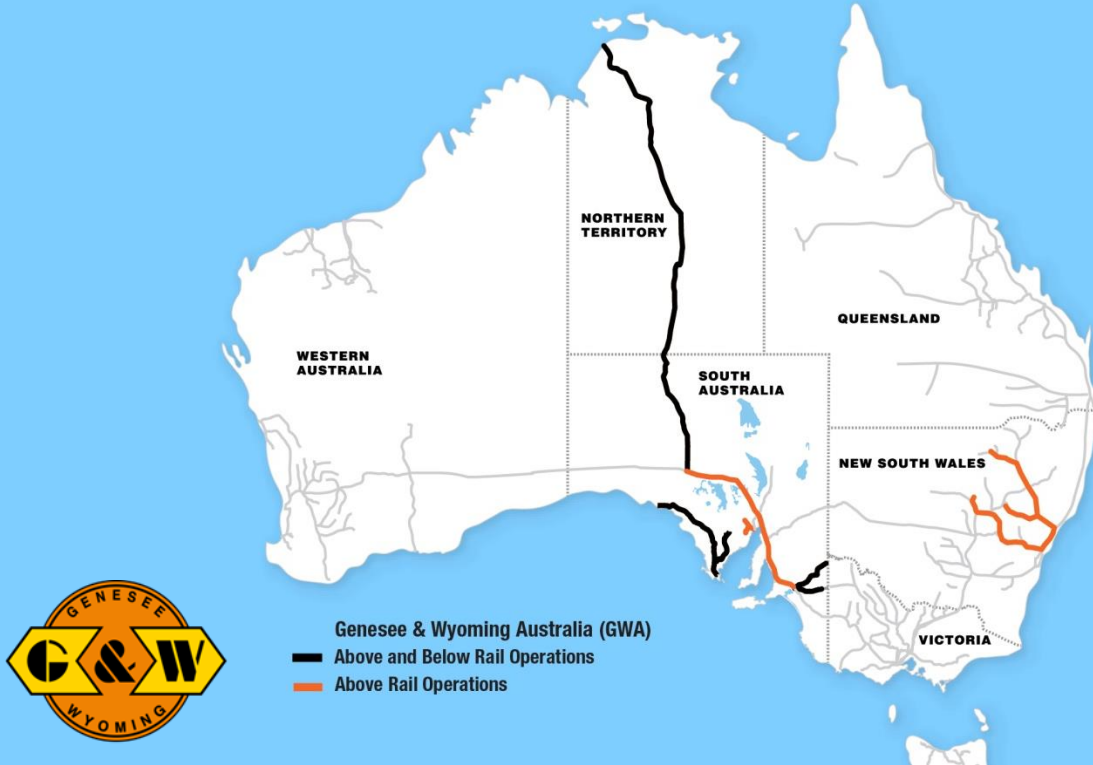 NORTHERN
TERRITORY
QUEENSLAND
WESTERN
AUSTRALIA
SOUTH
AUSTRALIA
NEW SOUTH WALES
VICTORIA
GENESEE
G&W
WYOMING
Genesee & Wyoming Australia (GWA)
Above and Below Rail Operations
Above Rail Operations